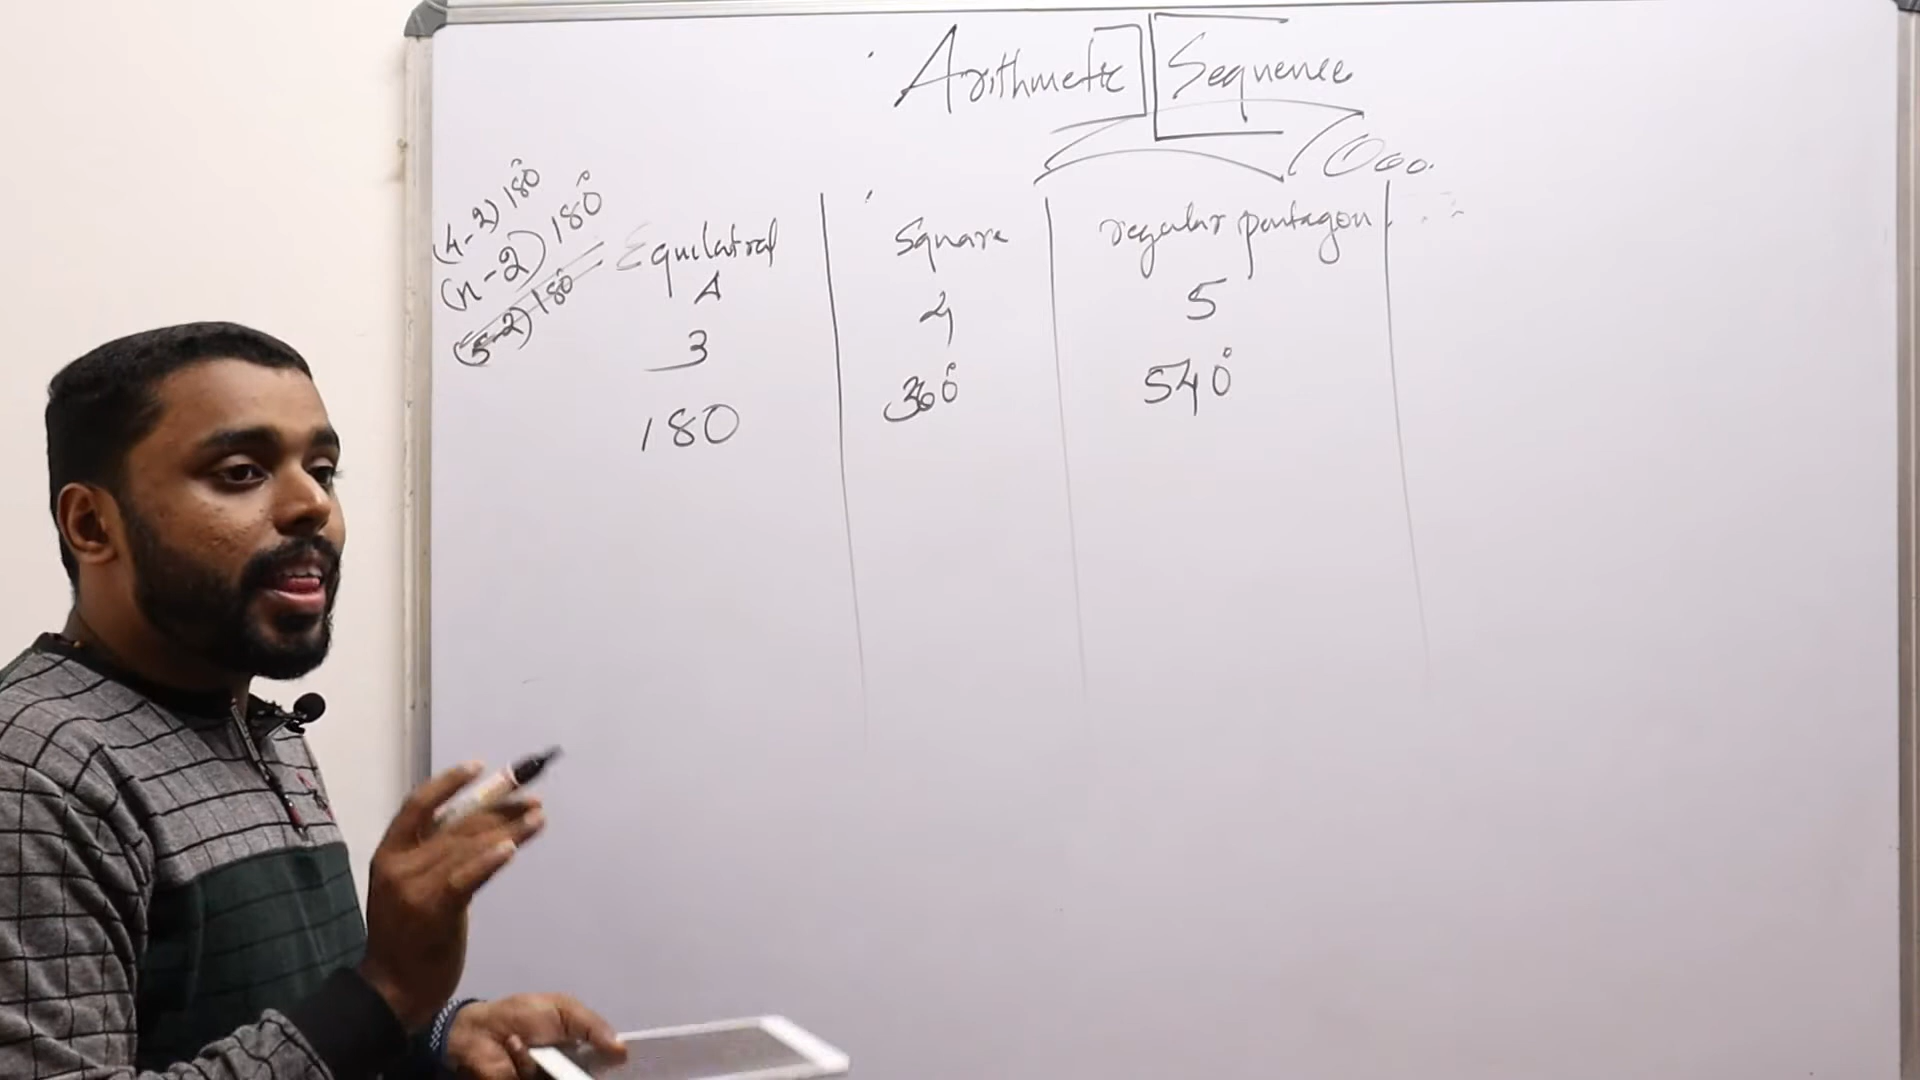 Arithmetic Sequence
(4-2) 180°
(n-2) 180°
(5-2) 180°
Equilatral
Δ
3
180
Square
4
360°
regular pentagon
5
540°